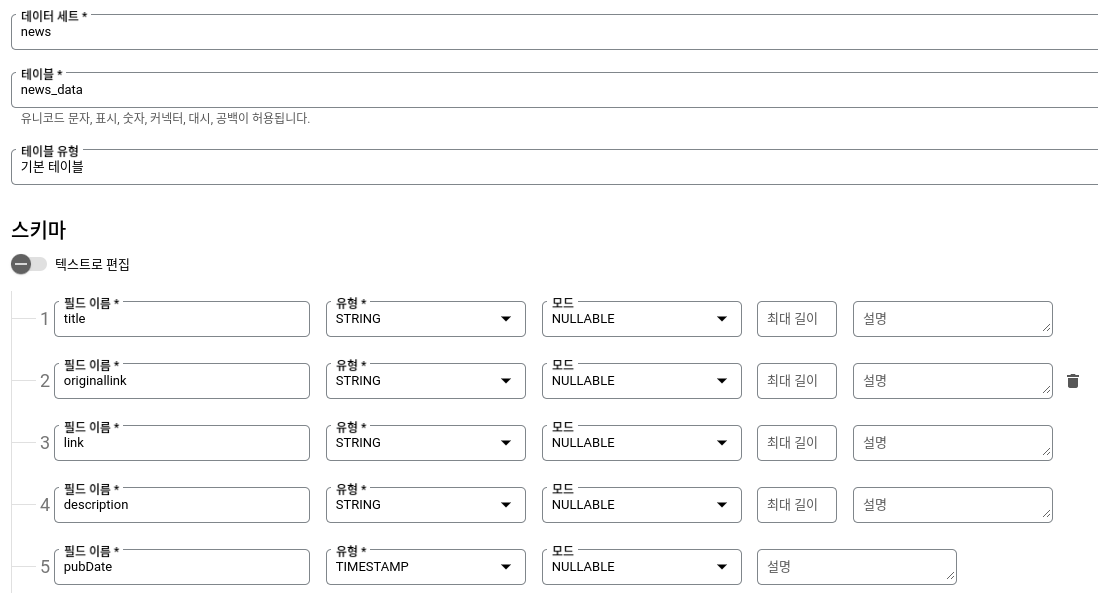 데이터 세트 *
news
테이블 *
news_data
유니코드 문자, 표시, 숫자, 커넥터, 대시, 공백이 허용됩니다.
테이블 유형
기본 테이블
스키마
텍스트로 편집
1 필드 이름 * title 유형 * STRING 모드 NULLABLE 최대 길이 설명
2 필드 이름 * originallink 유형 * STRING 모드 NULLABLE 최대 길이 설명
3 필드 이름 * link 유형 * STRING 모드 NULLABLE 최대 길이 설명
4 필드 이름 * description 유형 * STRING 모드 NULLABLE 최대 길이 설명
5 필드 이름 * pubDate 유형 * TIMESTAMP 모드 NULLABLE 설명